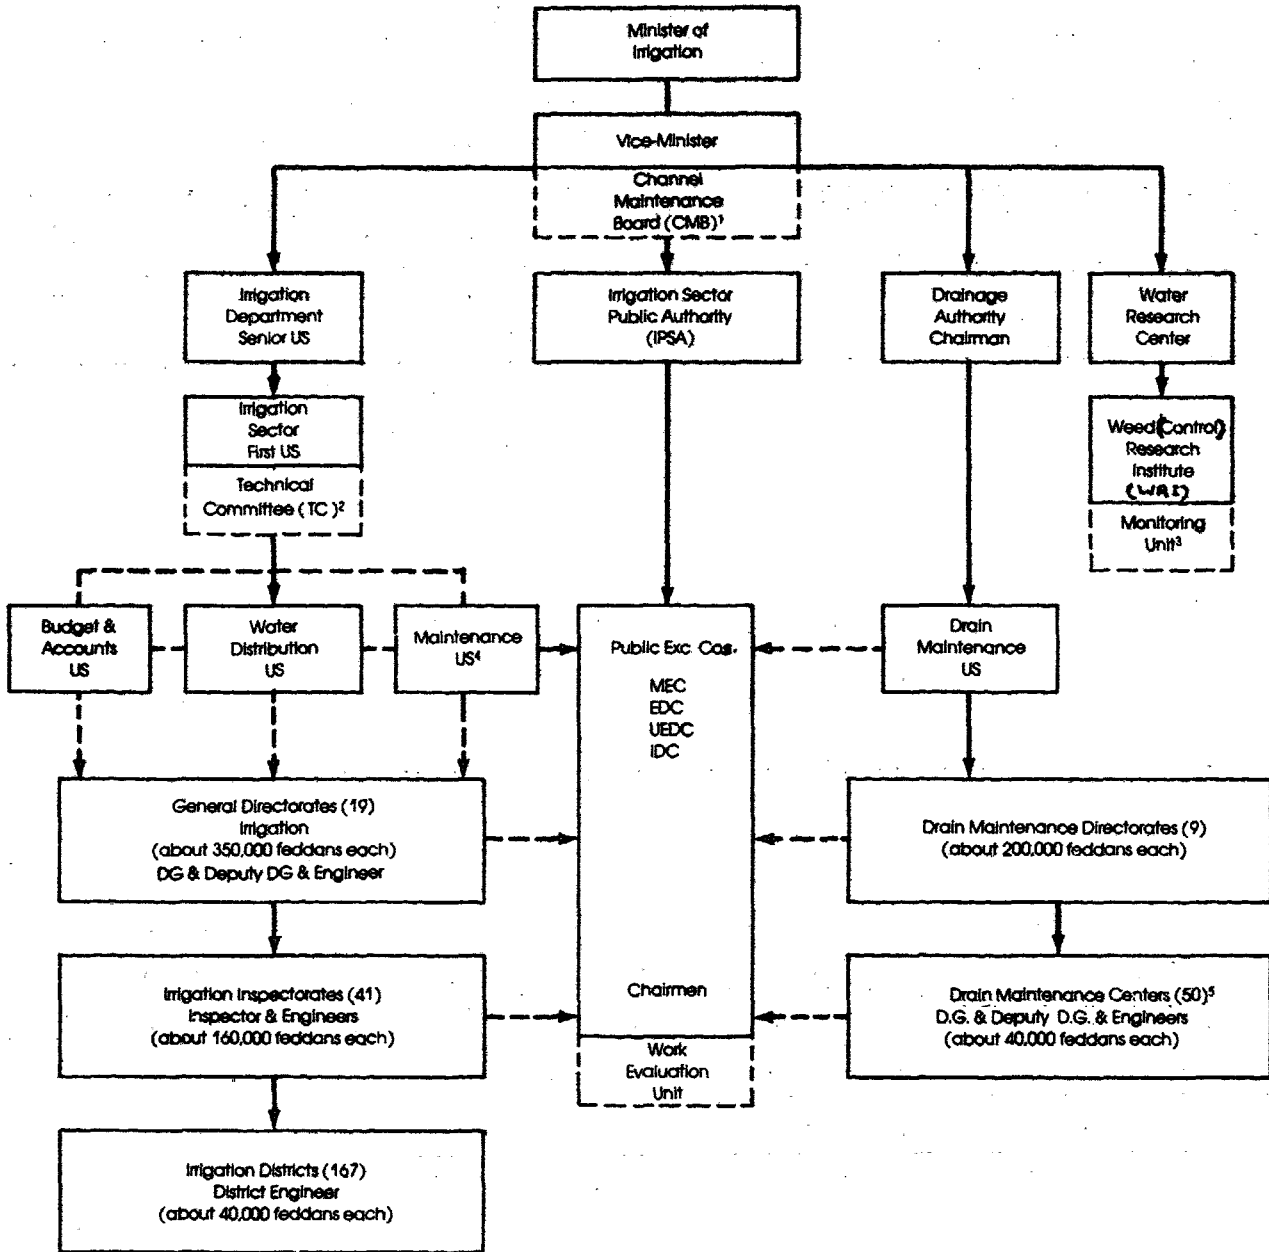 Minister of
Irrigation
Vice-Minister
Channel
Maintenance
Board (CMB)¹
Irrigation
Department
Senior US
Irrigation Sector
Public Authority
(IPSA)
Drainage
Authority
Chairman
Water
Research
Center
Irrigation
Sector
First US
Technical
Committee (TC)²
Weed (Control)
Research
Institute
(WRI)
Monitoring
Unit³
Budget &
Accounts
US
Water
Distribution
US
Maintenance
US⁴
Public Exc. Cos.
MEC
EDC
UEDC
IDC
Chairmen
Work
Evaluation
Unit
Drain
Maintenance
US
General Directorates (19)
Irrigation
(about 350,000 feddans each)
DG & Deputy DG & Engineer
Drain Maintenance Directorates (9)
(about 200,000 feddans each)
Irrigation Inspectorates (41)
Inspector & Engineers
(about 160,000 feddans each)
Drain Maintenance Centers (50)⁵
D.G. & Deputy D.G. & Engineers
(about 40,000 feddans each)
Irrigation Districts (167)
District Engineer
(about 40,000 feddans each)